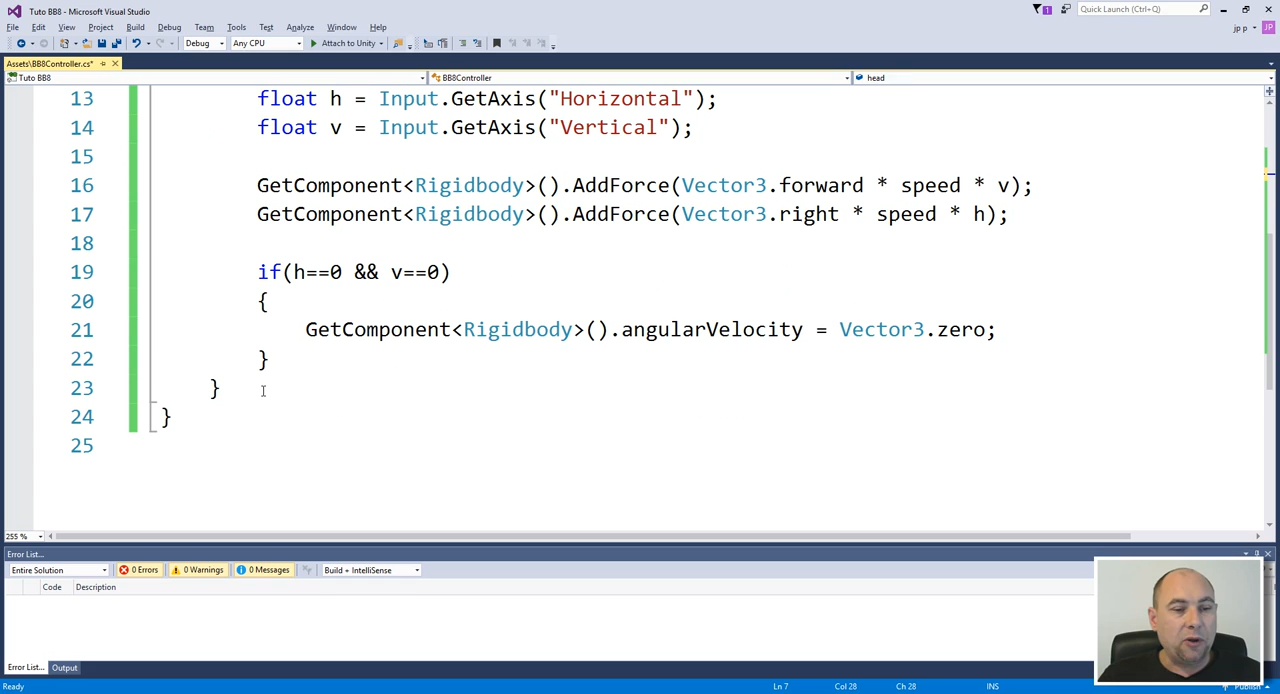 Tuto BB8 - Microsoft Visual Studio
1
Quick Launch (Ctrl+Q)
File Edit View Project Build Debug Team Tools Test Analyze Window Help
jp p
JP
Debug Any CPU Attach to Unity
Assets\BB8Controller.cs*
Tuto BB8 BB8Controller head
13 float h = Input.GetAxis("Horizontal");
14 float v = Input.GetAxis("Vertical");
15
16 GetComponent<Rigidbody>().AddForce(Vector3.forward * speed * v);
17 GetComponent<Rigidbody>().AddForce(Vector3.right * speed * h);
18
19 if(h==0 && v==0)
20 {
21 GetComponent<Rigidbody>().angularVelocity = Vector3.zero;
22 }
23 }
24 }
25
255 %
Error List...
Entire Solution 0 Errors 0 Warnings 0 Messages Build + IntelliSense
Code Description
Error List... Output
Ready Ln 7 Col 28 Ch 28 INS Publish